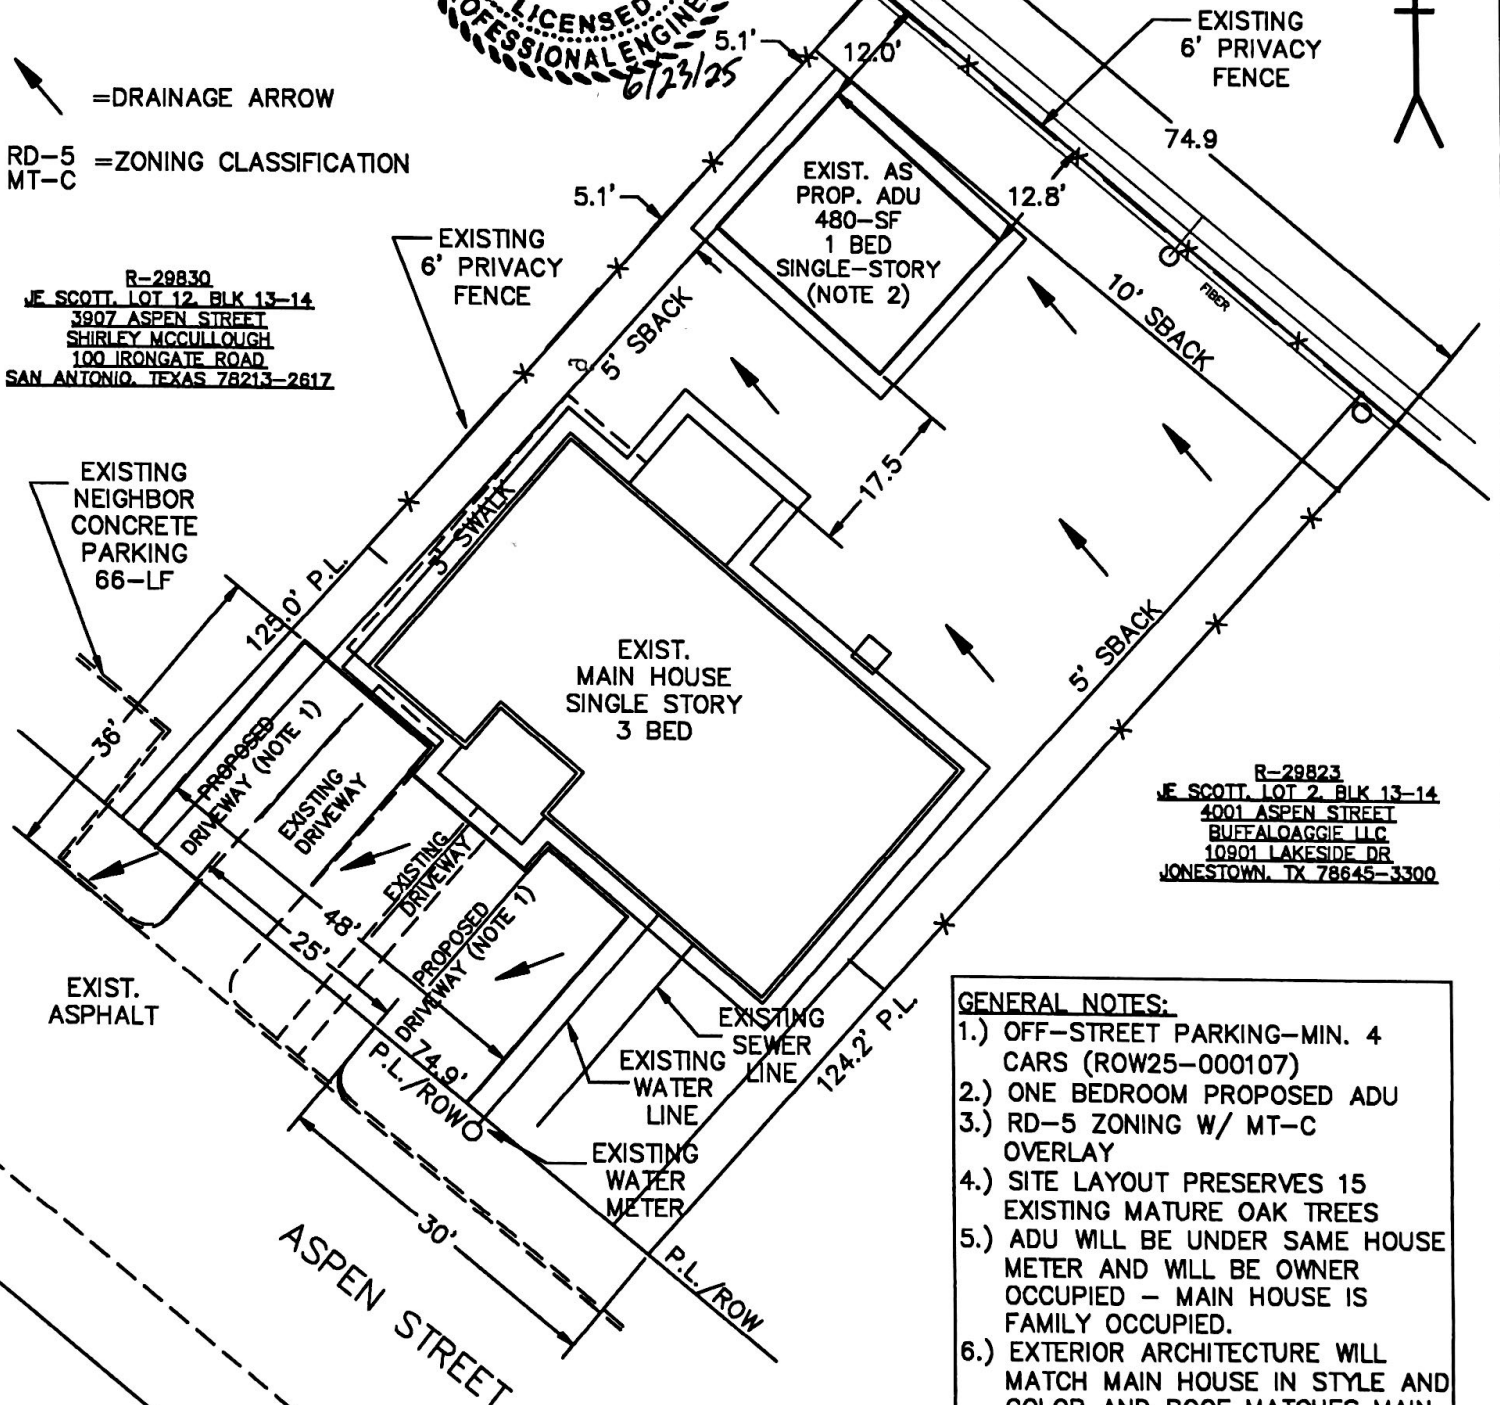 LICENSED
PROFESSIONAL ENGINEER
6/23/25
=DRAINAGE ARROW
RD-5
MT-C
=ZONING CLASSIFICATION
5.1'
12.0'
EXISTING
6' PRIVACY
FENCE
74.9
EXIST. AS
PROP. ADU
480-SF
1 BED
SINGLE-STORY
(NOTE 2)
12.8'
5.1'
EXISTING
6' PRIVACY
FENCE
R-29830
JE SCOTT, LOT 12, BLK 13-14
3907 ASPEN STREET
SHIRLEY MCCULLOUGH
100 IRONGATE ROAD
SAN ANTONIO, TEXAS 78213-2617
5' SBACK
10' SBACK
FIBER
EXISTING
NEIGHBOR
CONCRETE
PARKING
66-LF
3' SWALK
17.5
125.0' P.L.
5' SBACK
EXIST.
MAIN HOUSE
SINGLE STORY
3 BED
36'
PROPOSED
DRIVEWAY (NOTE 1)
EXISTING
DRIVEWAY
EXISTING
DRIVEWAY
PROPOSED
DRIVEWAY (NOTE 1)
48'
25'
R-29823
JE SCOTT, LOT 2, BLK 13-14
4001 ASPEN STREET
BUFFALOAGGIE LLC
10901 LAKESIDE DR
JONESTOWN, TX 78645-3300
EXIST.
ASPHALT
74.9'
P.L./ROW
EXISTING
SEWER
LINE
EXISTING
WATER
LINE
EXISTING
WATER
METER
124.2' P.L.
30'
P.L./ROW
ASPEN STREET
GENERAL NOTES:
1.) OFF-STREET PARKING-MIN. 4
CARS (ROW25-000107)
2.) ONE BEDROOM PROPOSED ADU
3.) RD-5 ZONING W/ MT-C
OVERLAY
4.) SITE LAYOUT PRESERVES 15
EXISTING MATURE OAK TREES
5.) ADU WILL BE UNDER SAME HOUSE
METER AND WILL BE OWNER
OCCUPIED - MAIN HOUSE IS
FAMILY OCCUPIED.
6.) EXTERIOR ARCHITECTURE WILL
MATCH MAIN HOUSE IN STYLE AND
COLOR AND ROOF MATCHES MAIN